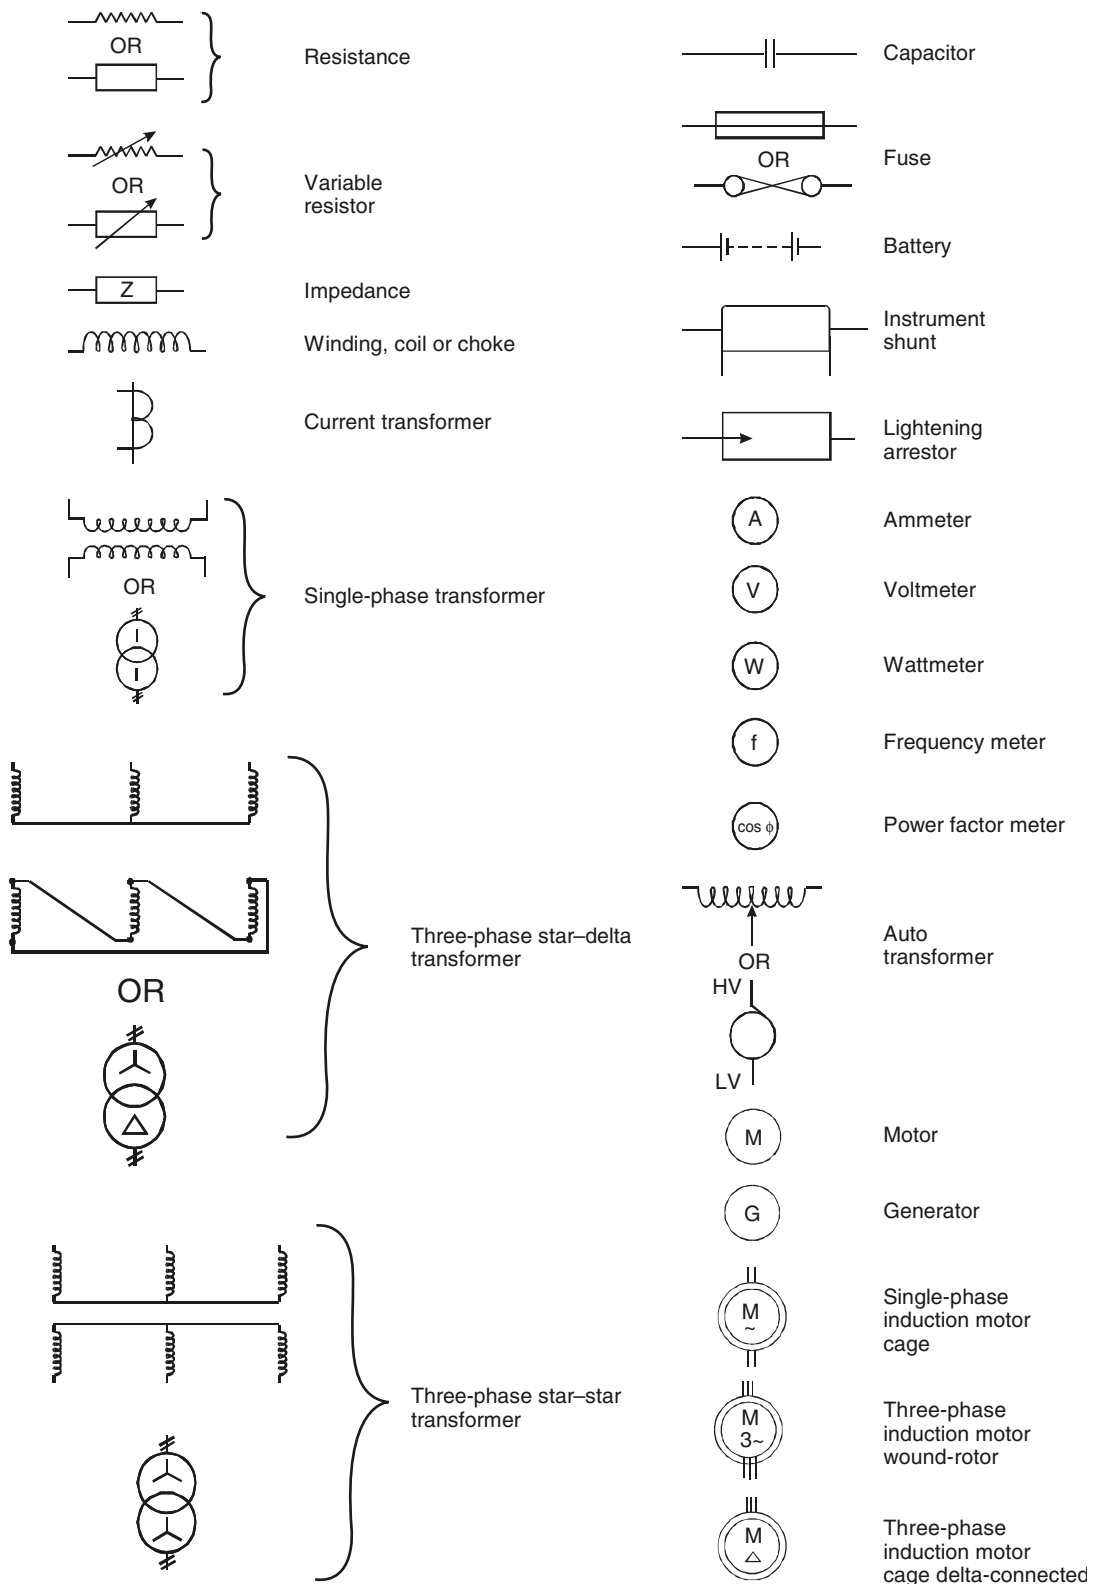 OR
Resistance
OR
Variable
resistor
Z
Impedance
Winding, coil or choke
Current transformer
OR
Single-phase transformer
Three-phase star–delta
transformer
OR
Three-phase star–star
transformer
Capacitor
OR
Fuse
Battery
Instrument
shunt
Lightening
arrestor
A
Ammeter
V
Voltmeter
W
Wattmeter
f
Frequency meter
cos ϕ
Power factor meter
Auto
transformer
OR
HV
LV
M
Motor
G
Generator
M
~
Single-phase
induction motor
cage
M
3~
Three-phase
induction motor
wound-rotor
M
△
Three-phase
induction motor
cage delta-connected